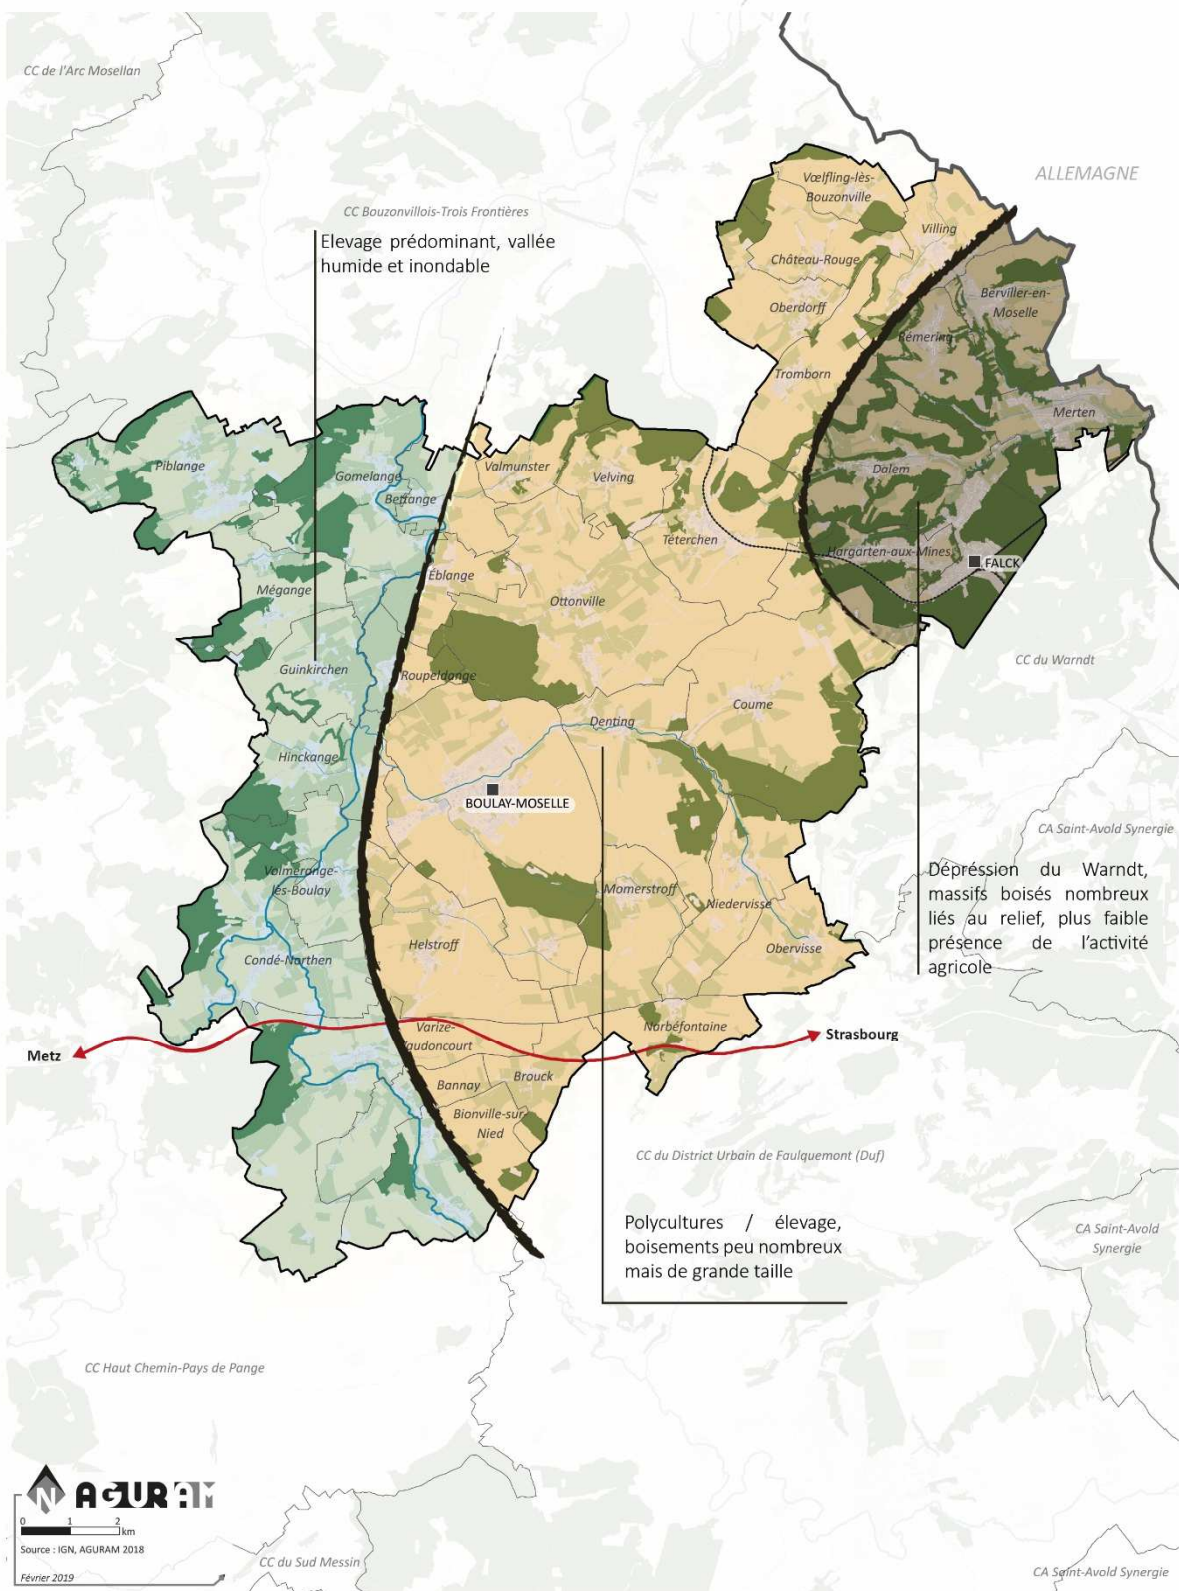 CC de l'Arc Mosellan
ALLEMAGNE
CC Bouzonvillois-Trois Frontières
Elevage prédominant, vallée
humide et inondable
Vœlfling-lès-
Bouzonville
Villing
Château-Rouge
Oberdorff
Berviller-en-
Moselle
Rémering
Tromborn
Merten
Piblange
Gomelange
Bettange
Valmunster
Velving
Dalem
Téterchen
Hargarten-aux-Mines
FALCK
Éblange
Mégange
Ottonville
Guinkirchen
Roupeldange
CC du Warndt
Coume
Denting
Hinckange
BOULAY-MOSELLE
CA Saint-Avold Synergie
Volmerange-
lès-Boulay
Momerstroff
Niedervisse
Dépréssion du Warndt,
massifs boisés nombreux
liés au relief, plus faible
présence de l'activité
agricole
Helstroff
Obervisse
Condé-Northen
Varize-
Vaudoncourt
Narbéfontaine
Metz
Strasbourg
Bannay
Brouck
Bionville-sur-
Nied
CC du District Urbain de Faulquemont (Duf)
Polycultures / élevage,
boisements peu nombreux
mais de grande taille
CA Saint-Avold
Synergie
CC Haut Chemin-Pays de Pange
N AGURAM
0 1 2
km
Source : IGN, AGURAM 2018
Février 2019
CC du Sud Messin
CA Saint-Avold Synergie